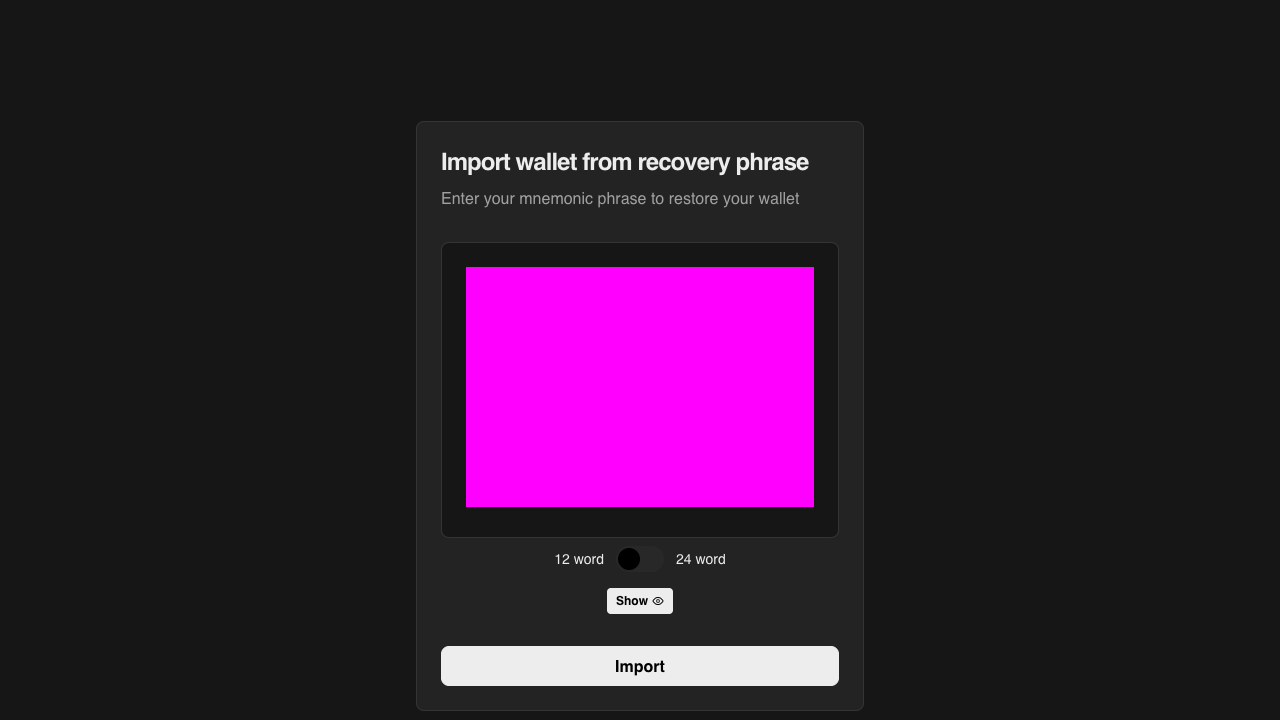 Import wallet from recovery phrase
Enter your mnemonic phrase to restore your wallet
12 word 24 word
Show
Import